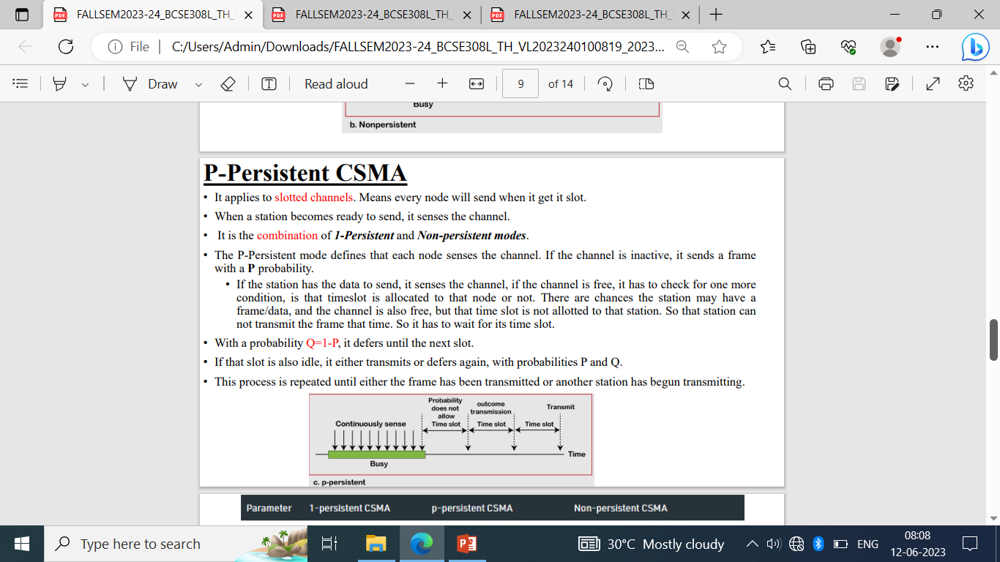 FALLSEM2023-24_BCSE308L_TH_
FALLSEM2023-24_BCSE308L_TH_
FALLSEM2023-24_BCSE308L_TH_
File | C:/Users/Admin/Downloads/FALLSEM2023-24_BCSE308L_TH_VL2023240100819_2023...
Draw
Read aloud
9 of 14
Busy
b. Nonpersistent
P-Persistent CSMA
• It applies to slotted channels. Means every node will send when it get it slot.
• When a station becomes ready to send, it senses the channel.
• It is the combination of 1-Persistent and Non-persistent modes.
• The P-Persistent mode defines that each node senses the channel. If the channel is inactive, it sends a frame
with a P probability.
• If the station has the data to send, it senses the channel, if the channel is free, it has to check for one more
condition, is that timeslot is allocated to that node or not. There are chances the station may have a
frame/data, and the channel is also free, but that time slot is not allotted to that station. So that station can
not transmit the frame that time. So it has to wait for its time slot.
• With a probability Q=1-P, it defers until the next slot.
• If that slot is also idle, it either transmits or defers again, with probabilities P and Q.
• This process is repeated until either the frame has been transmitted or another station has begun transmitting.
Probability
does not
allow
outcome
transmission
Transmit
Continuously sense
Time slot
Time slot
Time slot
Time
Busy
c. p-persistent
Parameter 1-persistent CSMA p-persistent CSMA Non-persistent CSMA
Type here to search
30°C Mostly cloudy
ENG
08:08
12-06-2023